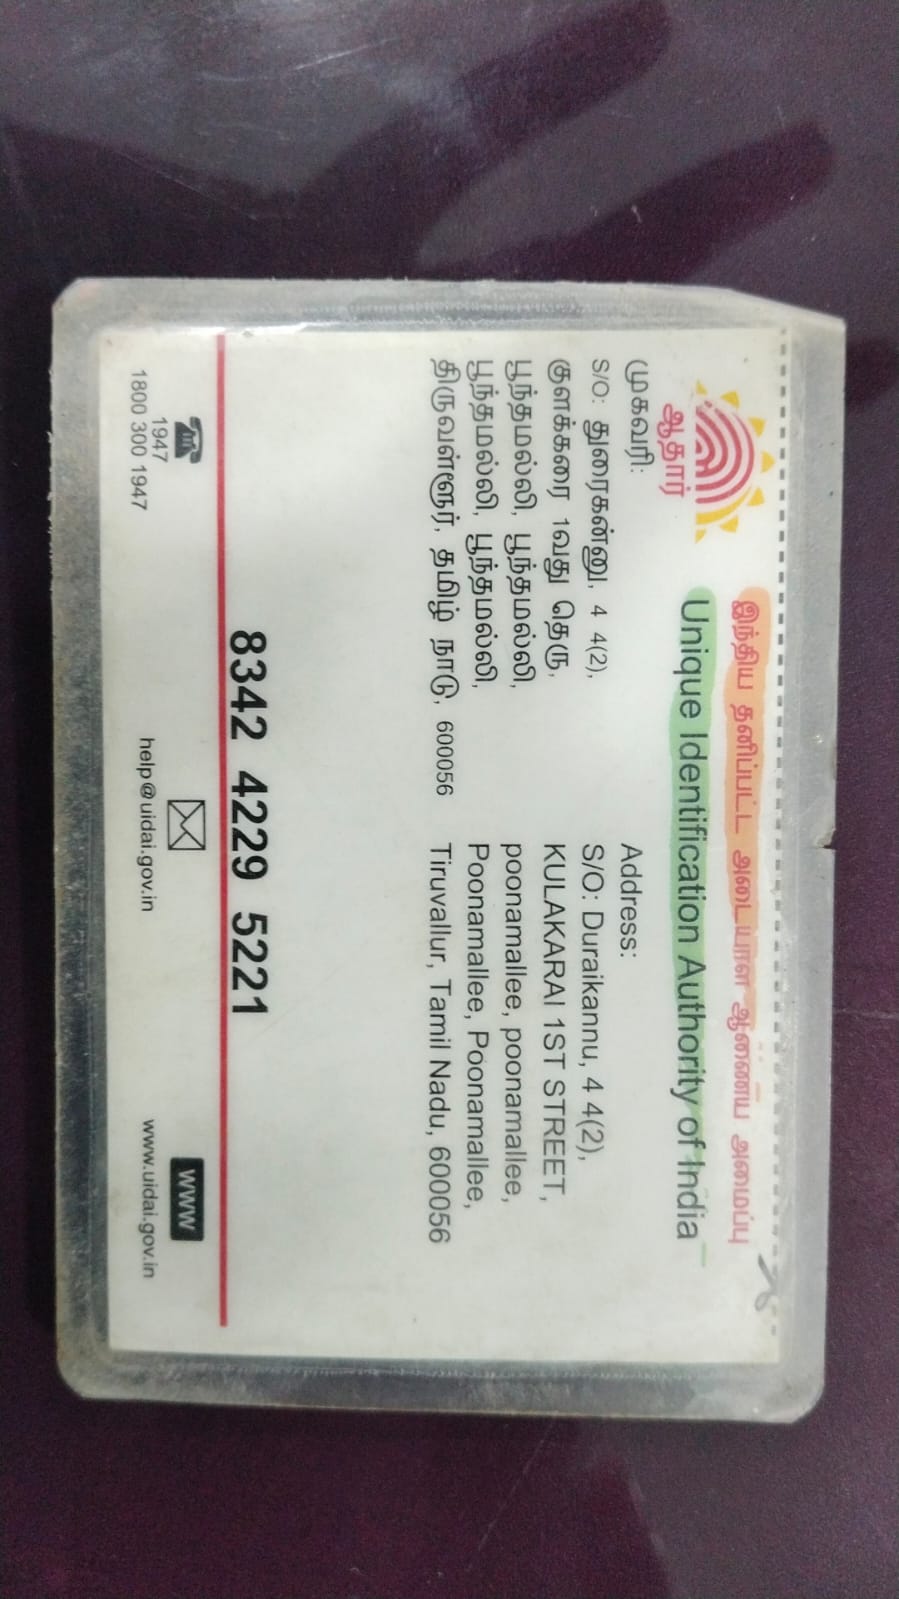 இந்திய தனிப்பட்ட அடையாள ஆணைய அமைப்பு
Unique Identification Authority of India
ஆதார்
முகவரி:
S/O: துரைகன்னு, 4 4(2),
குளக்கரை 1வது தெரு,
பூந்தமல்லி, பூந்தமல்லி,
பூந்தமல்லி, பூந்தமல்லி,
திருவள்ளூர், தமிழ் நாடு, 600056
Address:
S/O: Duraikannu, 4 4(2),
KULAKARAI 1ST STREET,
poonamallee, poonamallee,
Poonamallee, Poonamallee,
Tiruvallur, Tamil Nadu, 600056
8342 4229 5221
1947
1800 300 1947
help@uidai.gov.in
www
www.uidai.gov.in